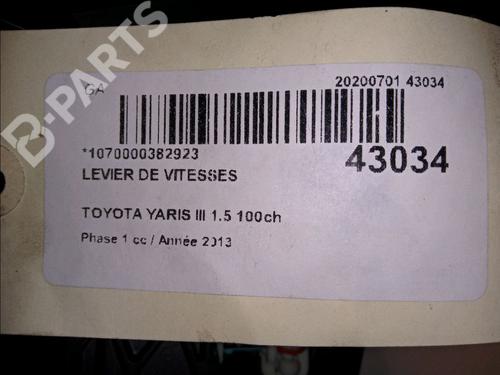 B-PARTS
GA
20200701 43034
*1070000382923
43034
LEVIER DE VITESSES
TOYOTA YARIS III 1.5 100ch
Phase 1 cc / Année 2013